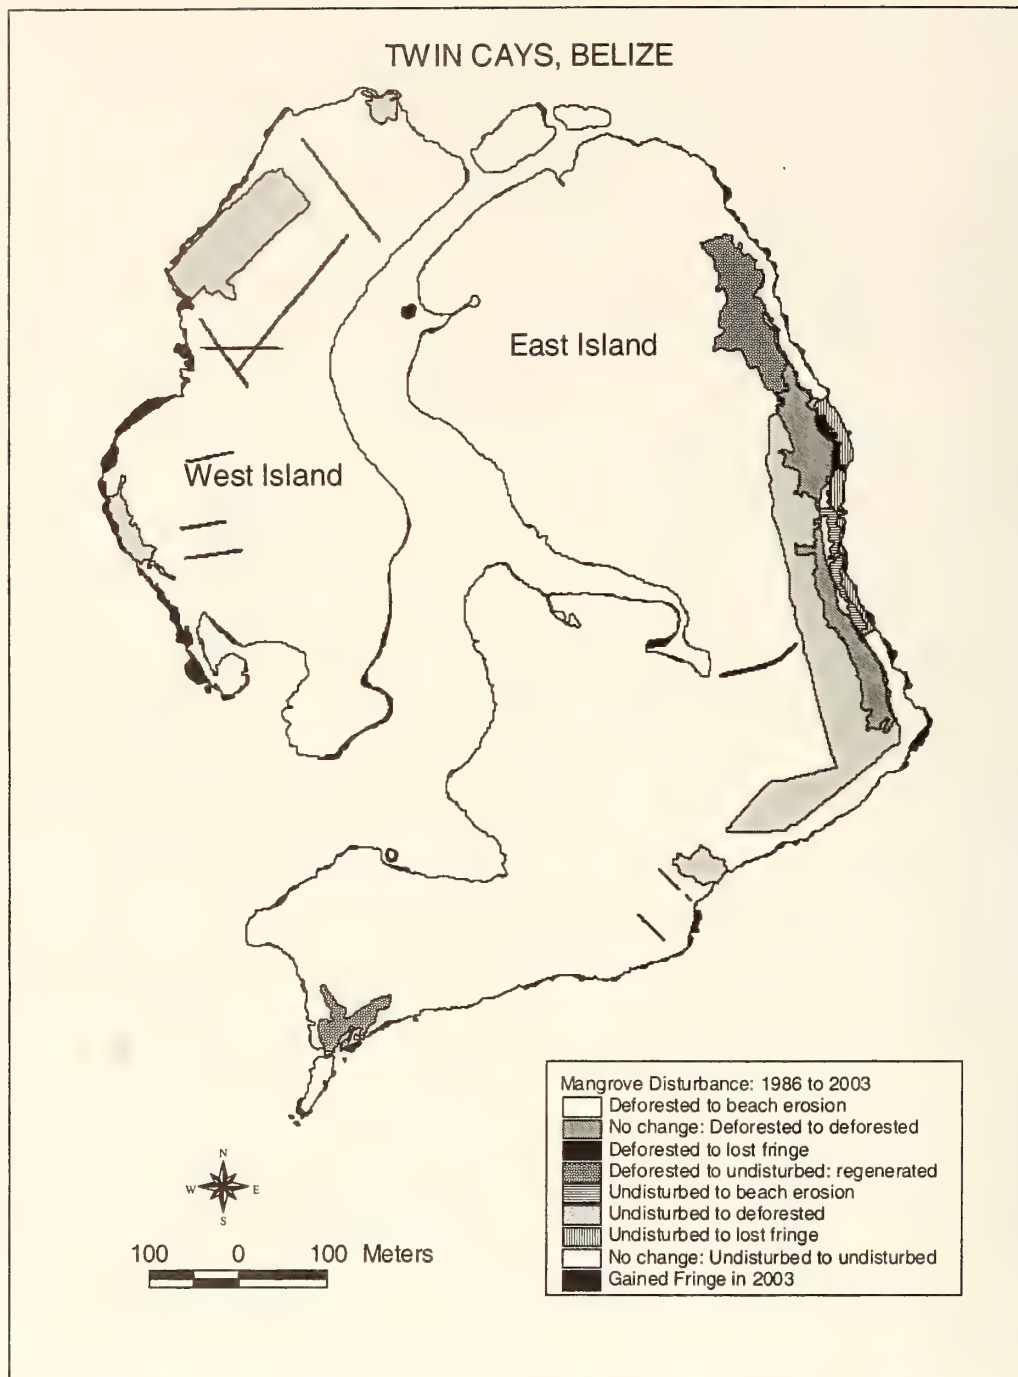 TWIN CAYS, BELIZE
East Island
West Island
Mangrove Disturbance: 1986 to 2003
Deforested to beach erosion
No change: Deforested to deforested
Deforested to lost fringe
Deforested to undisturbed: regenerated
Undisturbed to beach erosion
Undisturbed to deforested
Undisturbed to lost fringe
No change: Undisturbed to undisturbed
Gained Fringe in 2003
N
W E
S
100 0 100 Meters